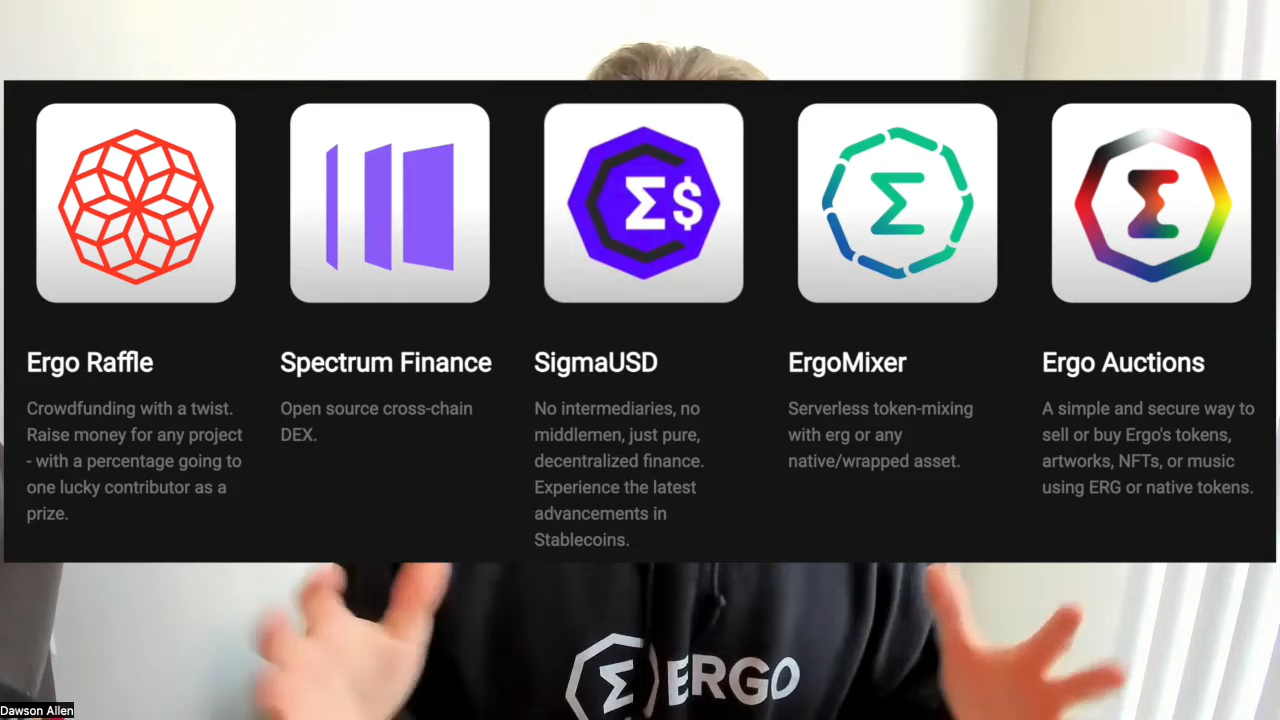 Σ$
Σ
Σ
Ergo Raffle
Crowdfunding with a twist.
Raise money for any project
- with a percentage going to
one lucky contributor as a
prize.
Spectrum Finance
Open source cross-chain
DEX.
SigmaUSD
No intermediaries, no
middlemen, just pure,
decentralized finance.
Experience the latest
advancements in
Stablecoins.
ErgoMixer
Serverless token-mixing
with erg or any
native/wrapped asset.
Ergo Auctions
A simple and secure way to
sell or buy Ergo's tokens,
artworks, NFTs, or music
using ERG or native tokens.
Σ ERGO
Dawson Allen